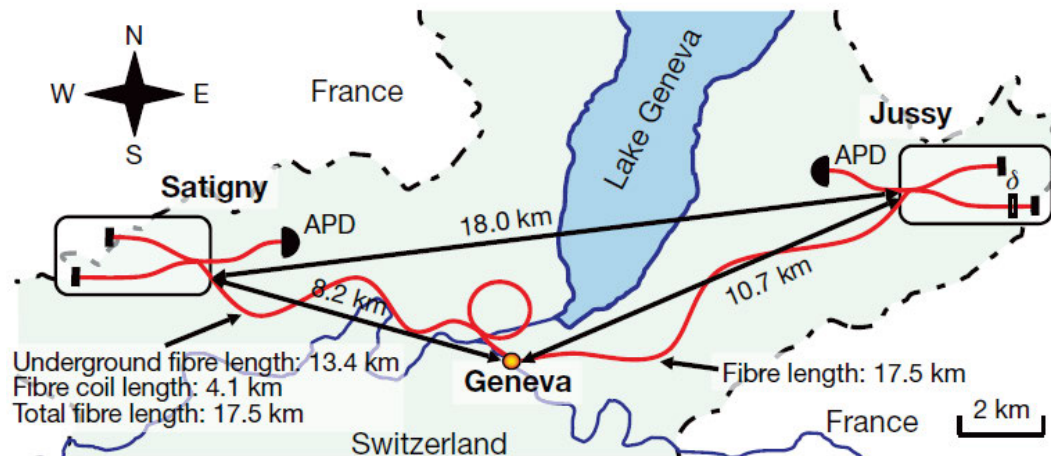 N
W E
S
France
Lake Geneva
Jussy
APD
δ
Satigny
APD
18.0 km
8.2 km
10.7 km
Underground fibre length: 13.4 km
Fibre coil length: 4.1 km
Total fibre length: 17.5 km
Geneva
Fibre length: 17.5 km
Switzerland
France
2 km